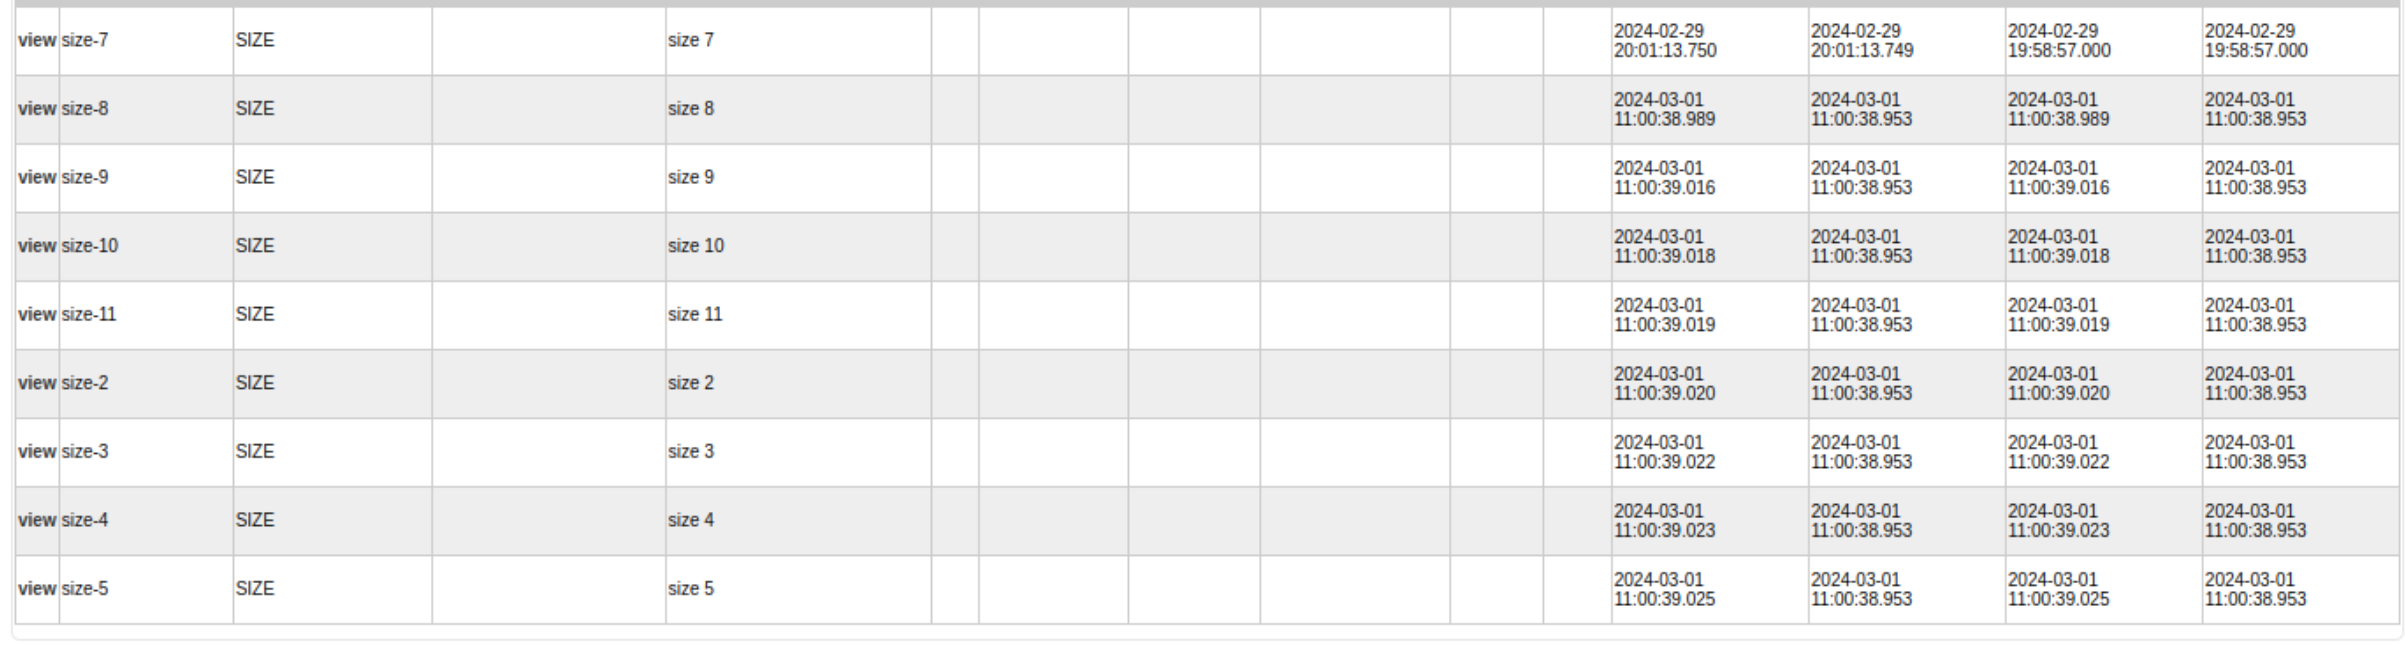 view size-7 SIZE size 7 2024-02-29 2024-02-29 2024-02-29 2024-02-29
20:01:13.750 20:01:13.749 19:58:57.000 19:58:57.000
view size-8 SIZE size 8 2024-03-01 2024-03-01 2024-03-01 2024-03-01
11:00:38.989 11:00:38.953 11:00:38.989 11:00:38.953
view size-9 SIZE size 9 2024-03-01 2024-03-01 2024-03-01 2024-03-01
11:00:39.016 11:00:38.953 11:00:39.016 11:00:38.953
view size-10 SIZE size 10 2024-03-01 2024-03-01 2024-03-01 2024-03-01
11:00:39.018 11:00:38.953 11:00:39.018 11:00:38.953
view size-11 SIZE size 11 2024-03-01 2024-03-01 2024-03-01 2024-03-01
11:00:39.019 11:00:38.953 11:00:39.019 11:00:38.953
view size-2 SIZE size 2 2024-03-01 2024-03-01 2024-03-01 2024-03-01
11:00:39.020 11:00:38.953 11:00:39.020 11:00:38.953
view size-3 SIZE size 3 2024-03-01 2024-03-01 2024-03-01 2024-03-01
11:00:39.022 11:00:38.953 11:00:39.022 11:00:38.953
view size-4 SIZE size 4 2024-03-01 2024-03-01 2024-03-01 2024-03-01
11:00:39.023 11:00:38.953 11:00:39.023 11:00:38.953
view size-5 SIZE size 5 2024-03-01 2024-03-01 2024-03-01 2024-03-01
11:00:39.025 11:00:38.953 11:00:39.025 11:00:38.953